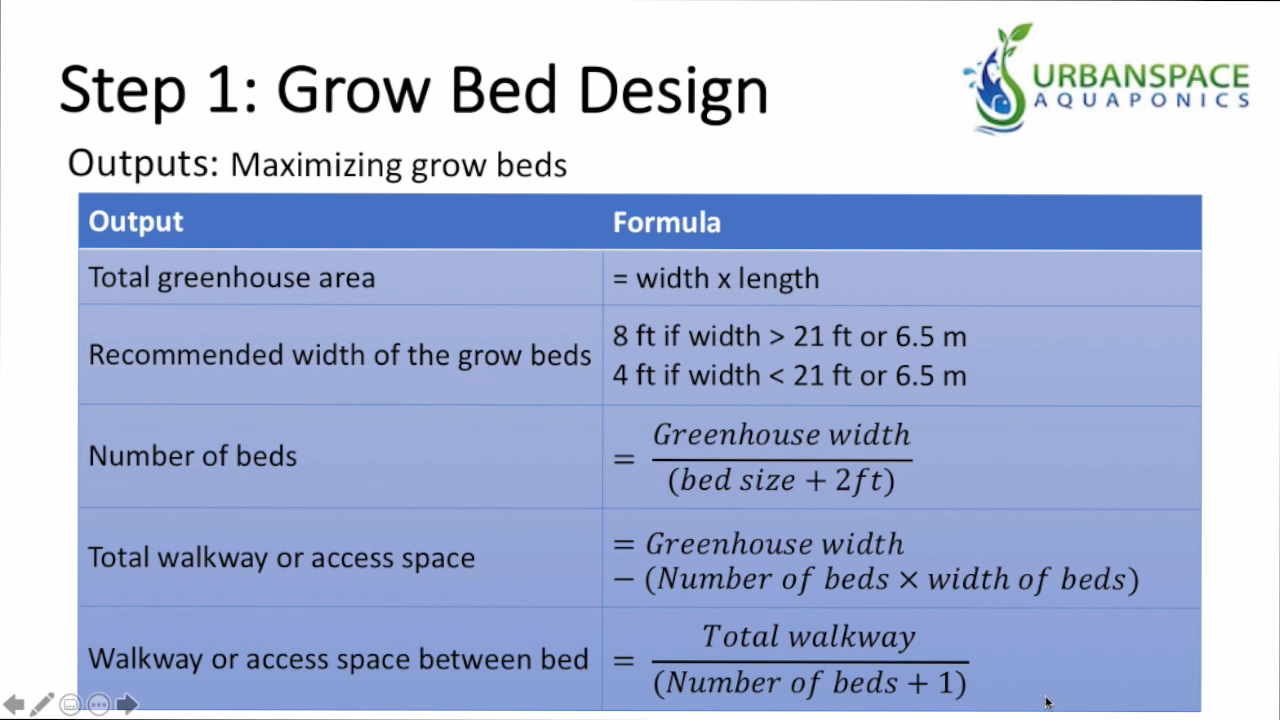 Step 1: Grow Bed Design
URBANSPACE
AQUAPONICS
Outputs: Maximizing grow beds
Output Formula
Total greenhouse area = width x length
Recommended width of the grow beds 8 ft if width > 21 ft or 6.5 m
4 ft if width < 21 ft or 6.5 m
Number of beds = Greenhouse width
(bed size + 2ft)
Total walkway or access space = Greenhouse width
− (Number of beds × width of beds)
Walkway or access space between bed = Total walkway
(Number of beds + 1)